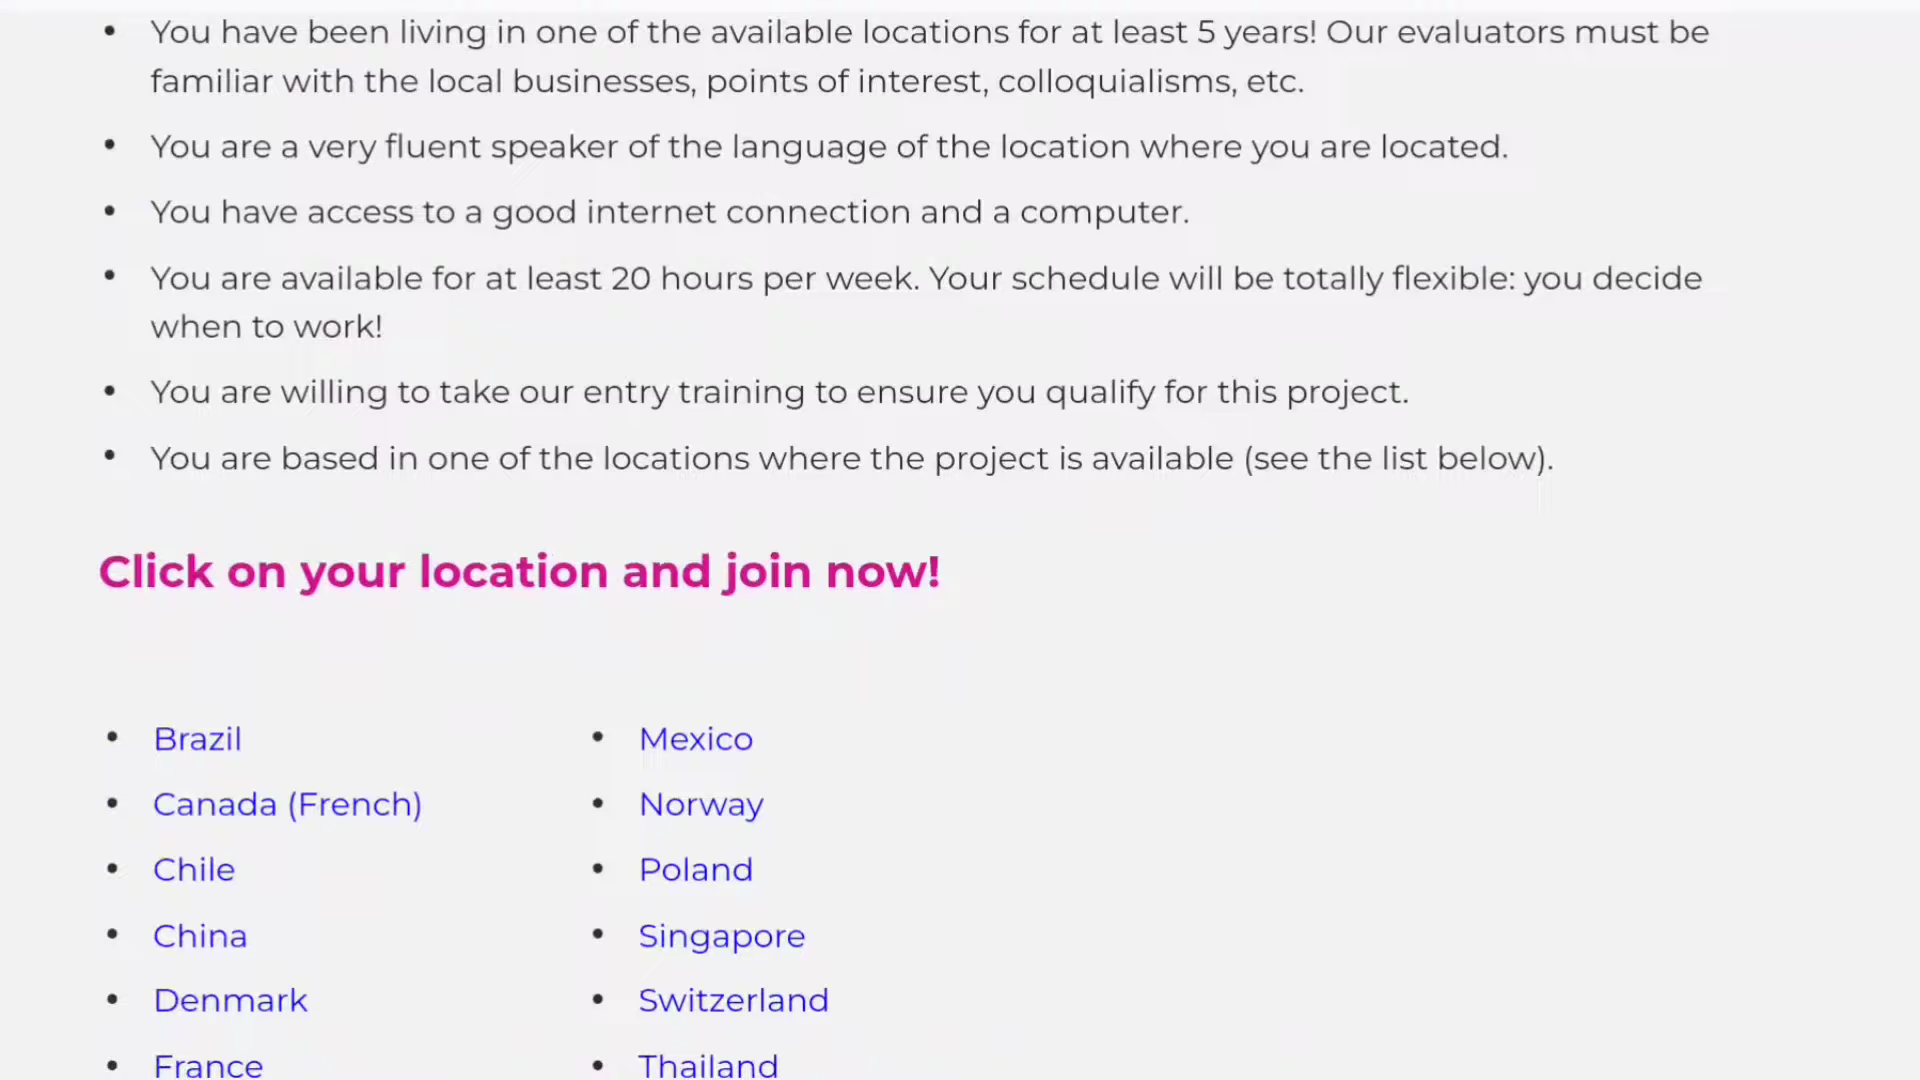 You have been living in one of the available locations for at least 5 years! Our evaluators must be
familiar with the local businesses, points of interest, colloquialisms, etc.
You are a very fluent speaker of the language of the location where you are located.
You have access to a good internet connection and a computer.
You are available for at least 20 hours per week. Your schedule will be totally flexible: you decide
when to work!
You are willing to take our entry training to ensure you qualify for this project.
You are based in one of the locations where the project is available (see the list below).
Click on your location and join now!
Brazil
Canada (French)
Chile
China
Denmark
France
Mexico
Norway
Poland
Singapore
Switzerland
Thailand